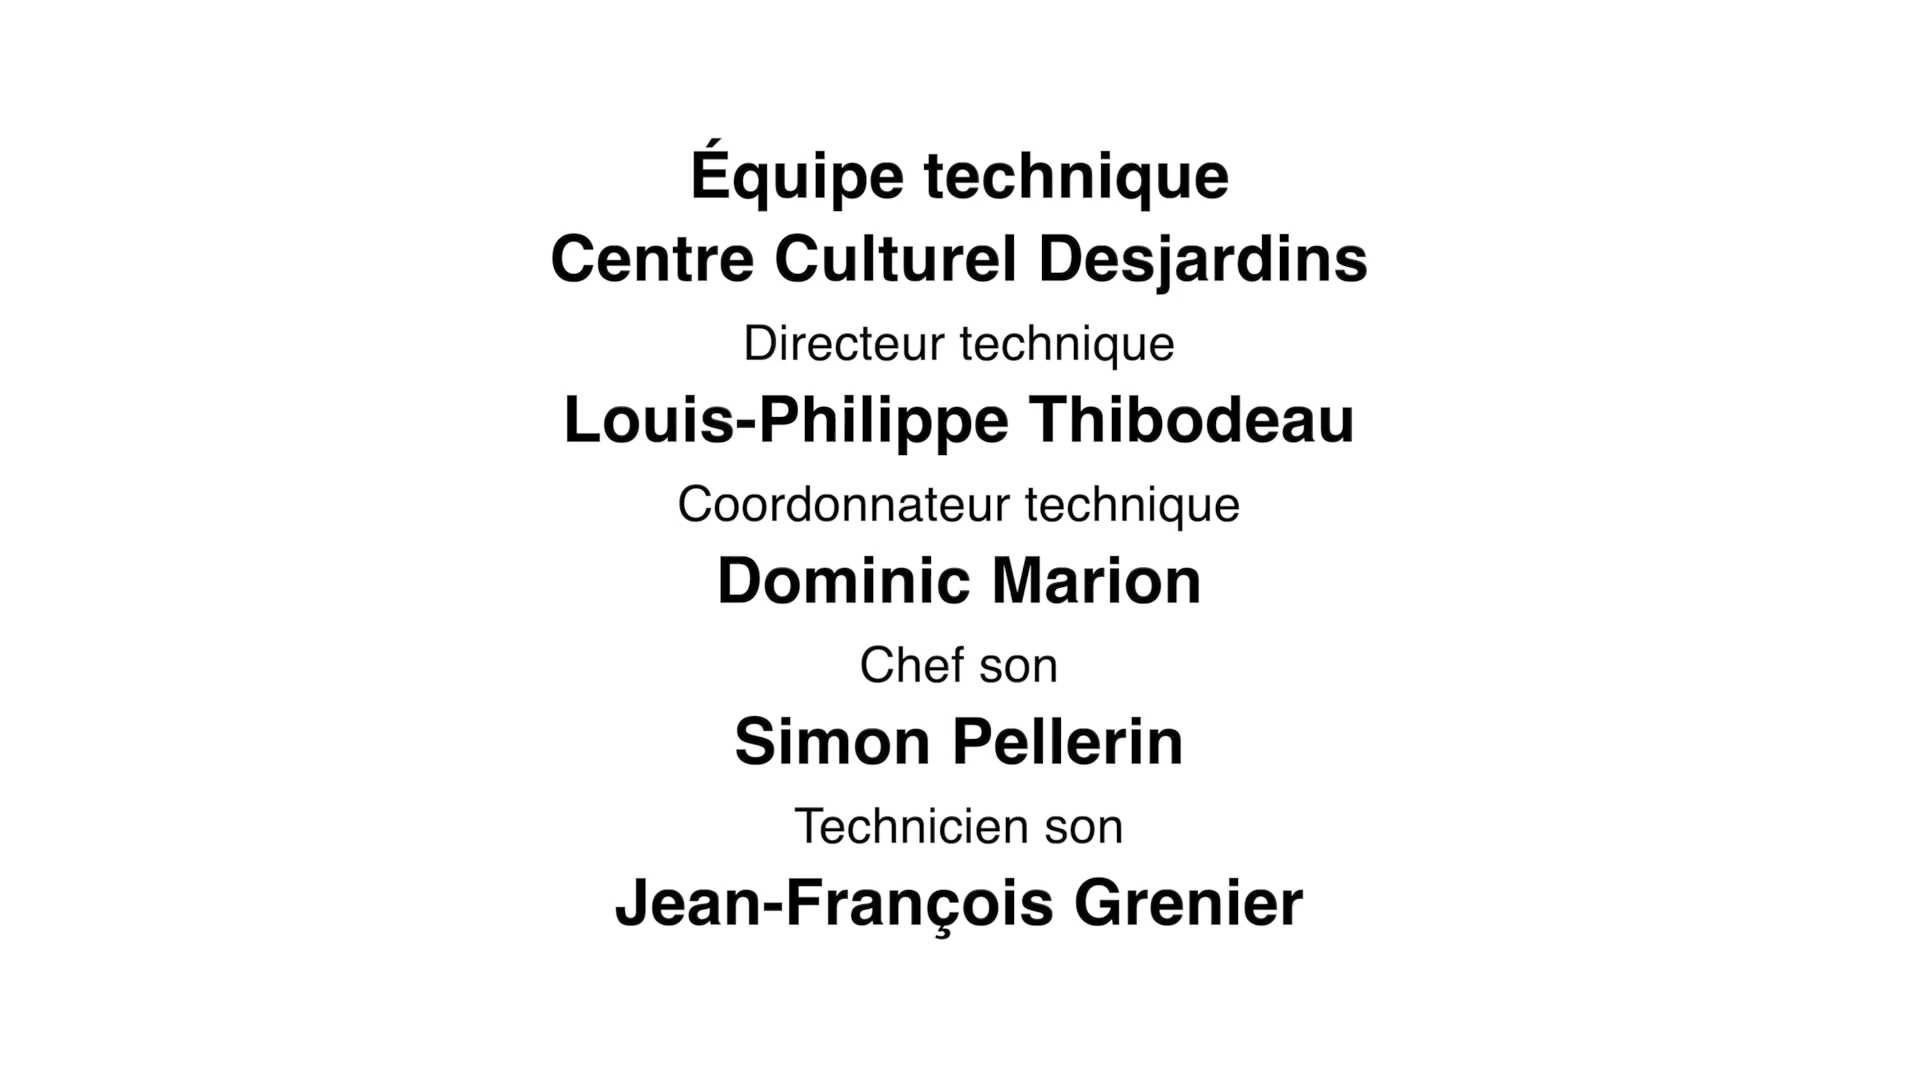 Équipe technique
Centre Culturel Desjardins
Directeur technique
Louis-Philippe Thibodeau
Coordonnateur technique
Dominic Marion
Chef son
Simon Pellerin
Technicien son
Jean-François Grenier